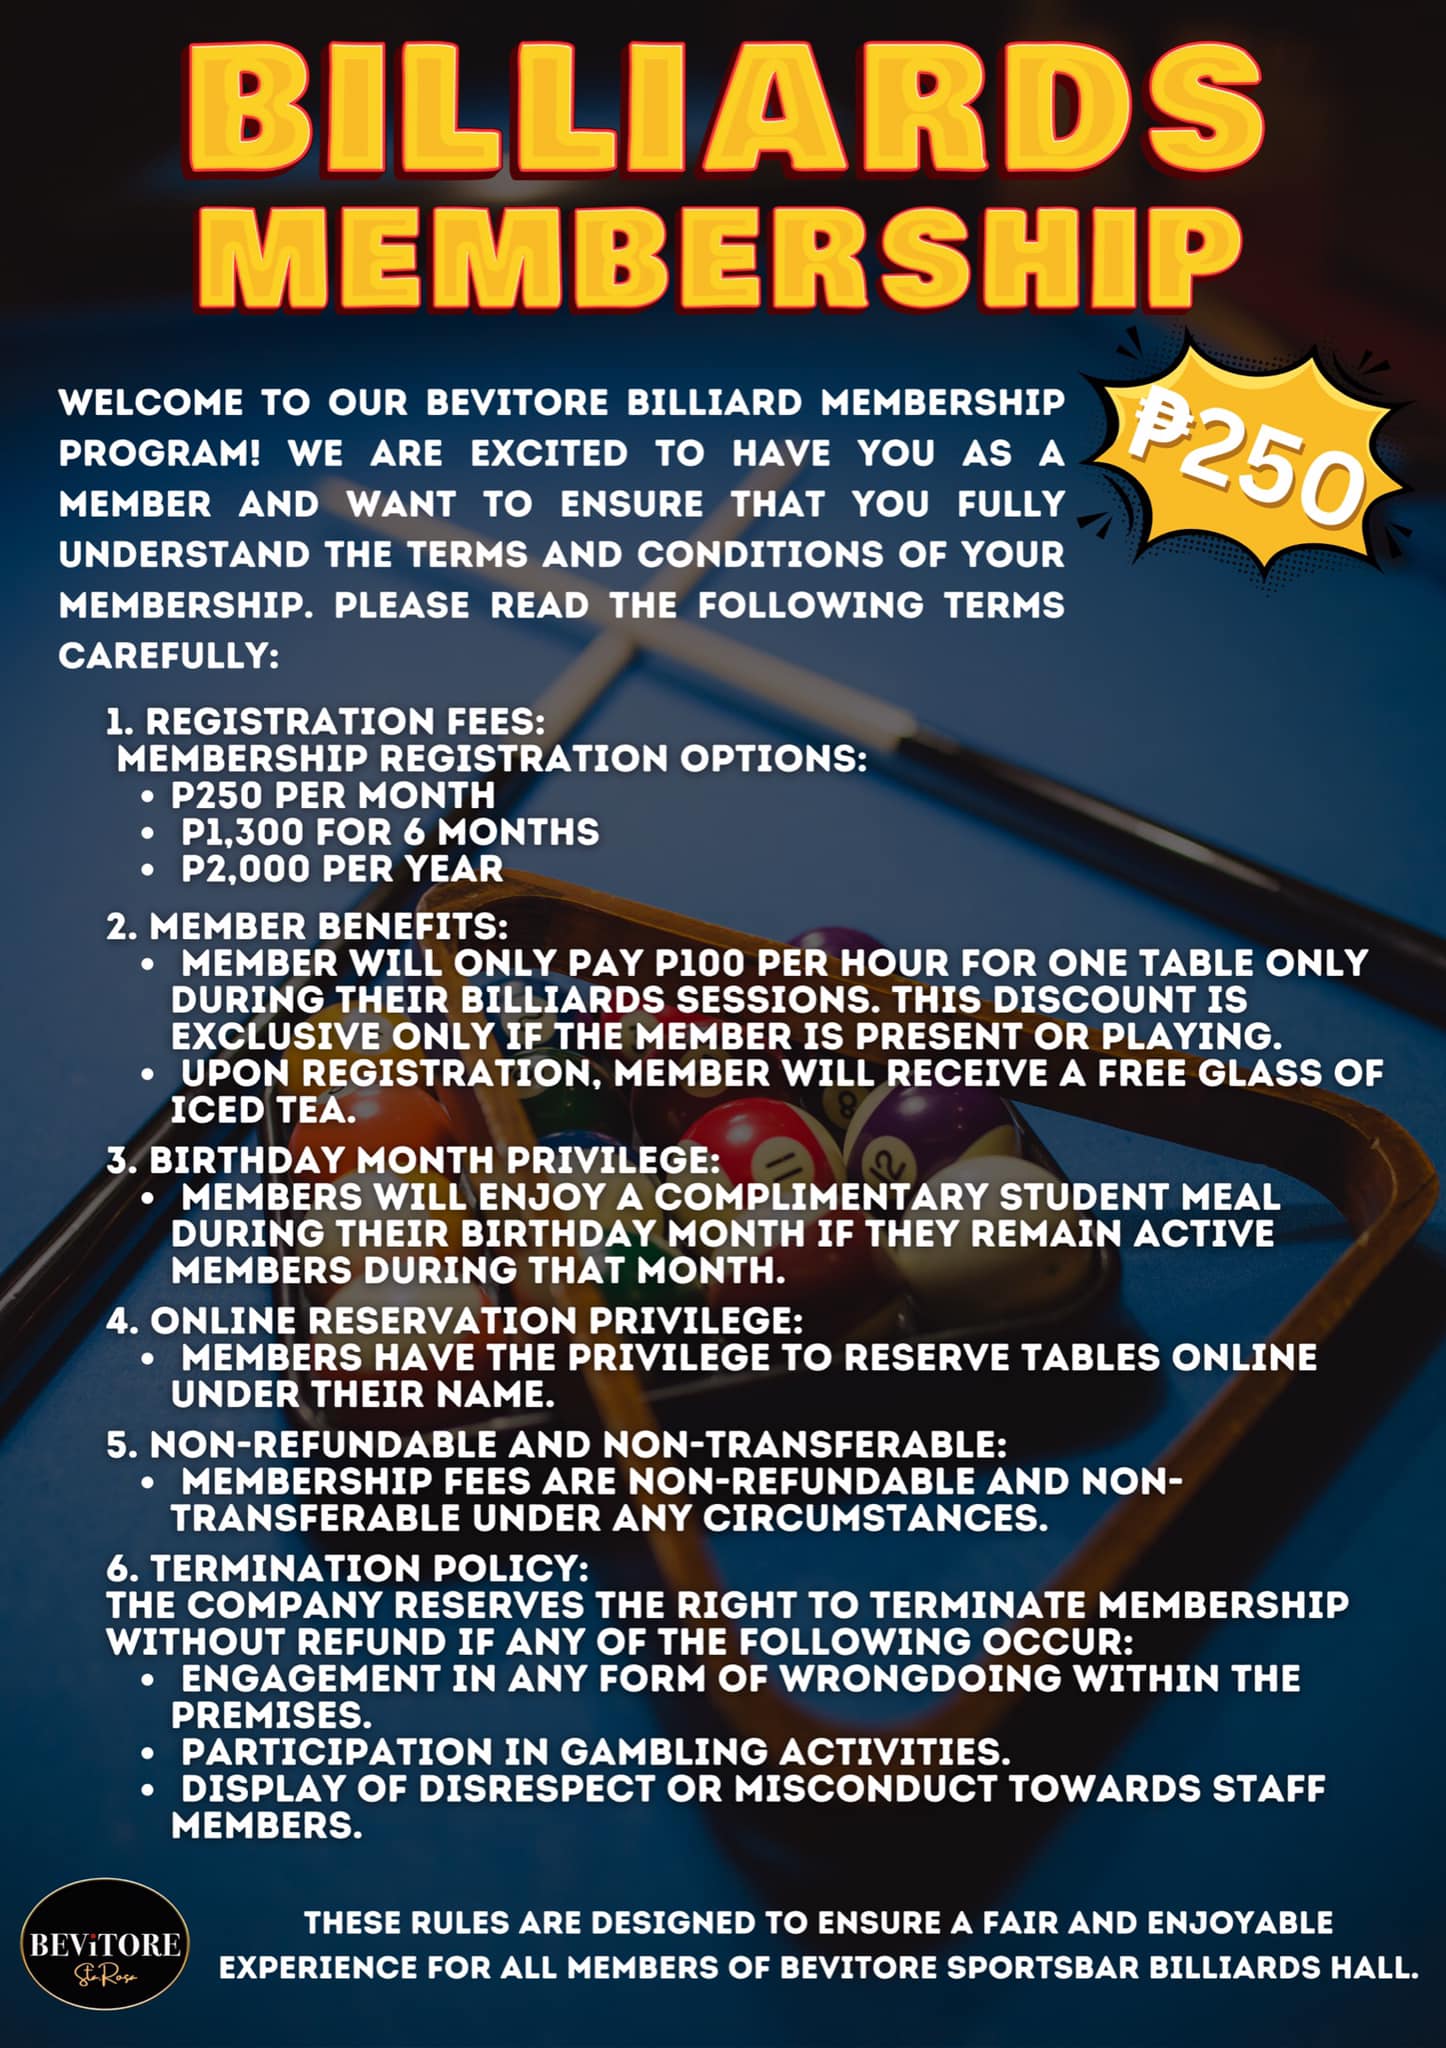 BILLIARDS
MEMBERSHIP
₱250
WELCOME TO OUR BEVITORE BILLIARD MEMBERSHIP
PROGRAM! WE ARE EXCITED TO HAVE YOU AS A
MEMBER AND WANT TO ENSURE THAT YOU FULLY
UNDERSTAND THE TERMS AND CONDITIONS OF YOUR
MEMBERSHIP. PLEASE READ THE FOLLOWING TERMS
CAREFULLY:
1. REGISTRATION FEES:
MEMBERSHIP REGISTRATION OPTIONS:
• P250 PER MONTH
• P1,300 FOR 6 MONTHS
• P2,000 PER YEAR
2. MEMBER BENEFITS:
• MEMBER WILL ONLY PAY P100 PER HOUR FOR ONE TABLE ONLY
DURING THEIR BILLIARDS SESSIONS. THIS DISCOUNT IS
EXCLUSIVE ONLY IF THE MEMBER IS PRESENT OR PLAYING.
• UPON REGISTRATION, MEMBER WILL RECEIVE A FREE GLASS OF
ICED TEA.
3. BIRTHDAY MONTH PRIVILEGE:
• MEMBERS WILL ENJOY A COMPLIMENTARY STUDENT MEAL
DURING THEIR BIRTHDAY MONTH IF THEY REMAIN ACTIVE
MEMBERS DURING THAT MONTH.
4. ONLINE RESERVATION PRIVILEGE:
• MEMBERS HAVE THE PRIVILEGE TO RESERVE TABLES ONLINE
UNDER THEIR NAME.
5. NON-REFUNDABLE AND NON-TRANSFERABLE:
• MEMBERSHIP FEES ARE NON-REFUNDABLE AND NON-
TRANSFERABLE UNDER ANY CIRCUMSTANCES.
6. TERMINATION POLICY:
THE COMPANY RESERVES THE RIGHT TO TERMINATE MEMBERSHIP
WITHOUT REFUND IF ANY OF THE FOLLOWING OCCUR:
• ENGAGEMENT IN ANY FORM OF WRONGDOING WITHIN THE
PREMISES.
• PARTICIPATION IN GAMBLING ACTIVITIES.
• DISPLAY OF DISRESPECT OR MISCONDUCT TOWARDS STAFF
MEMBERS.
8
11
12
BEViTORE
Sta Rosa
THESE RULES ARE DESIGNED TO ENSURE A FAIR AND ENJOYABLE
EXPERIENCE FOR ALL MEMBERS OF BEVITORE SPORTSBAR BILLIARDS HALL.